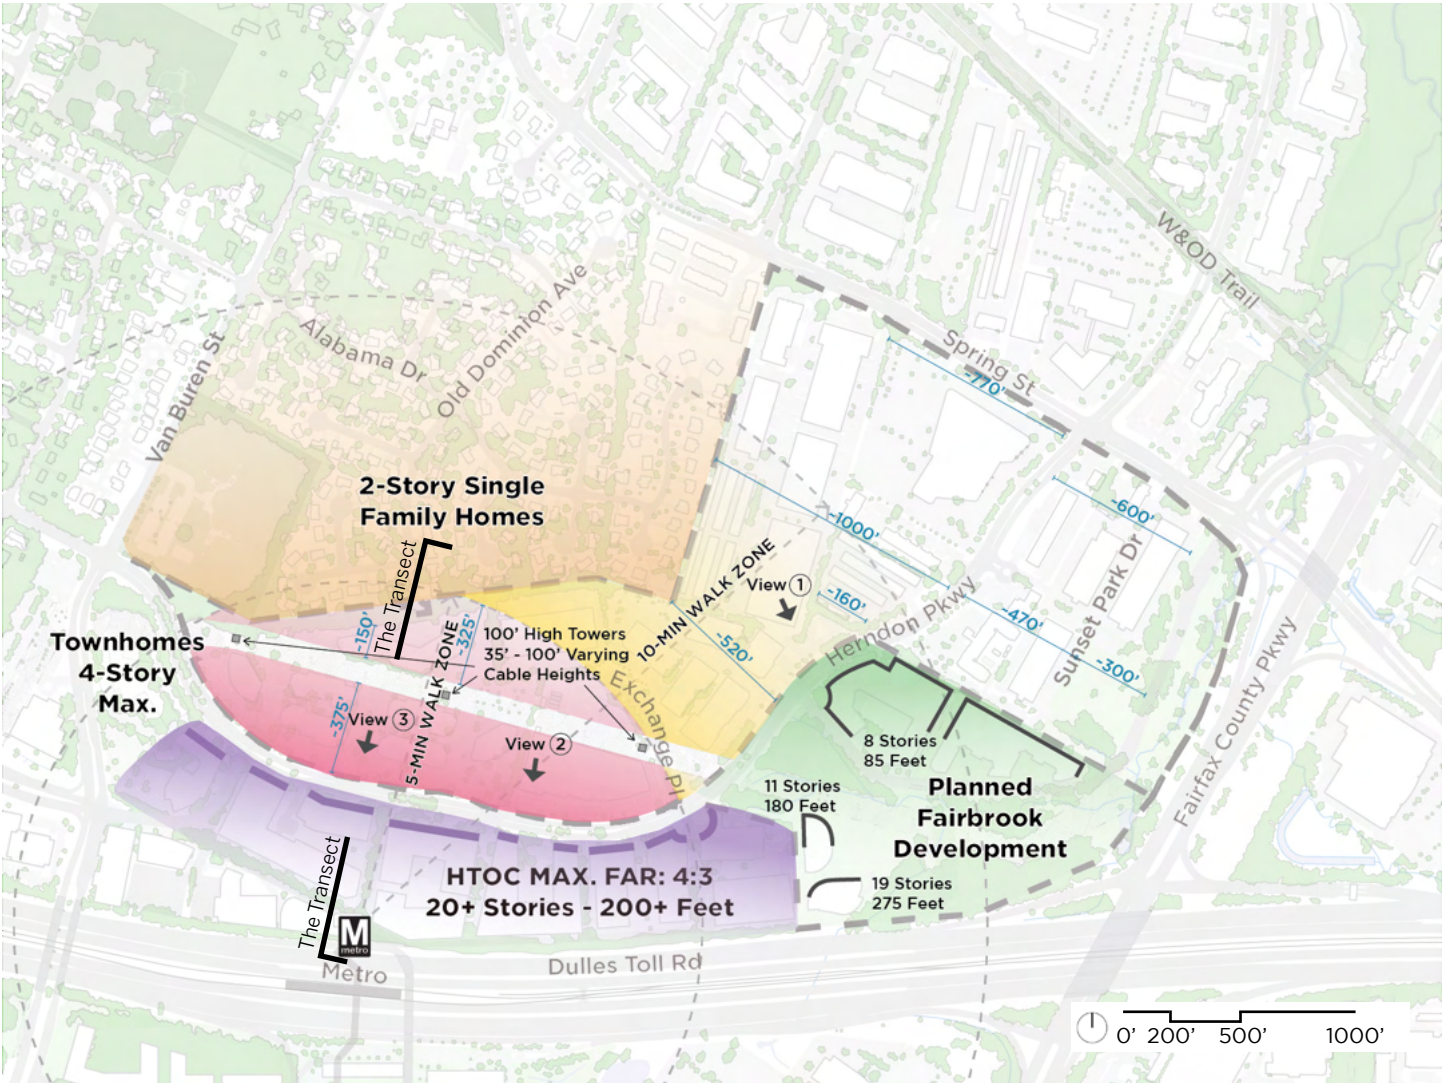 W&OD Trail
Old Dominion Ave
Alabama Dr
Van Buren St
Spring St
~770'
2-Story Single
Family Homes
~1000'
~600'
The Transect
10-MIN WALK ZONE
View 1
~160'
Herndon Pkwy
~470'
Sunset Park Dr
~300'
Fairfax County Pkwy
Townhomes
4-Story
Max.
~150'
~325'
100' High Towers
35' - 100' Varying
Cable Heights
~520'
Exchange Pl
~375'
View 3
5-MIN WALK ZONE
View 2
8 Stories
85 Feet
11 Stories
180 Feet
Planned
Fairbrook
Development
HTOC MAX. FAR: 4:3
20+ Stories - 200+ Feet
19 Stories
275 Feet
The Transect
M
metro
Metro
Dulles Toll Rd
0' 200' 500' 1000'